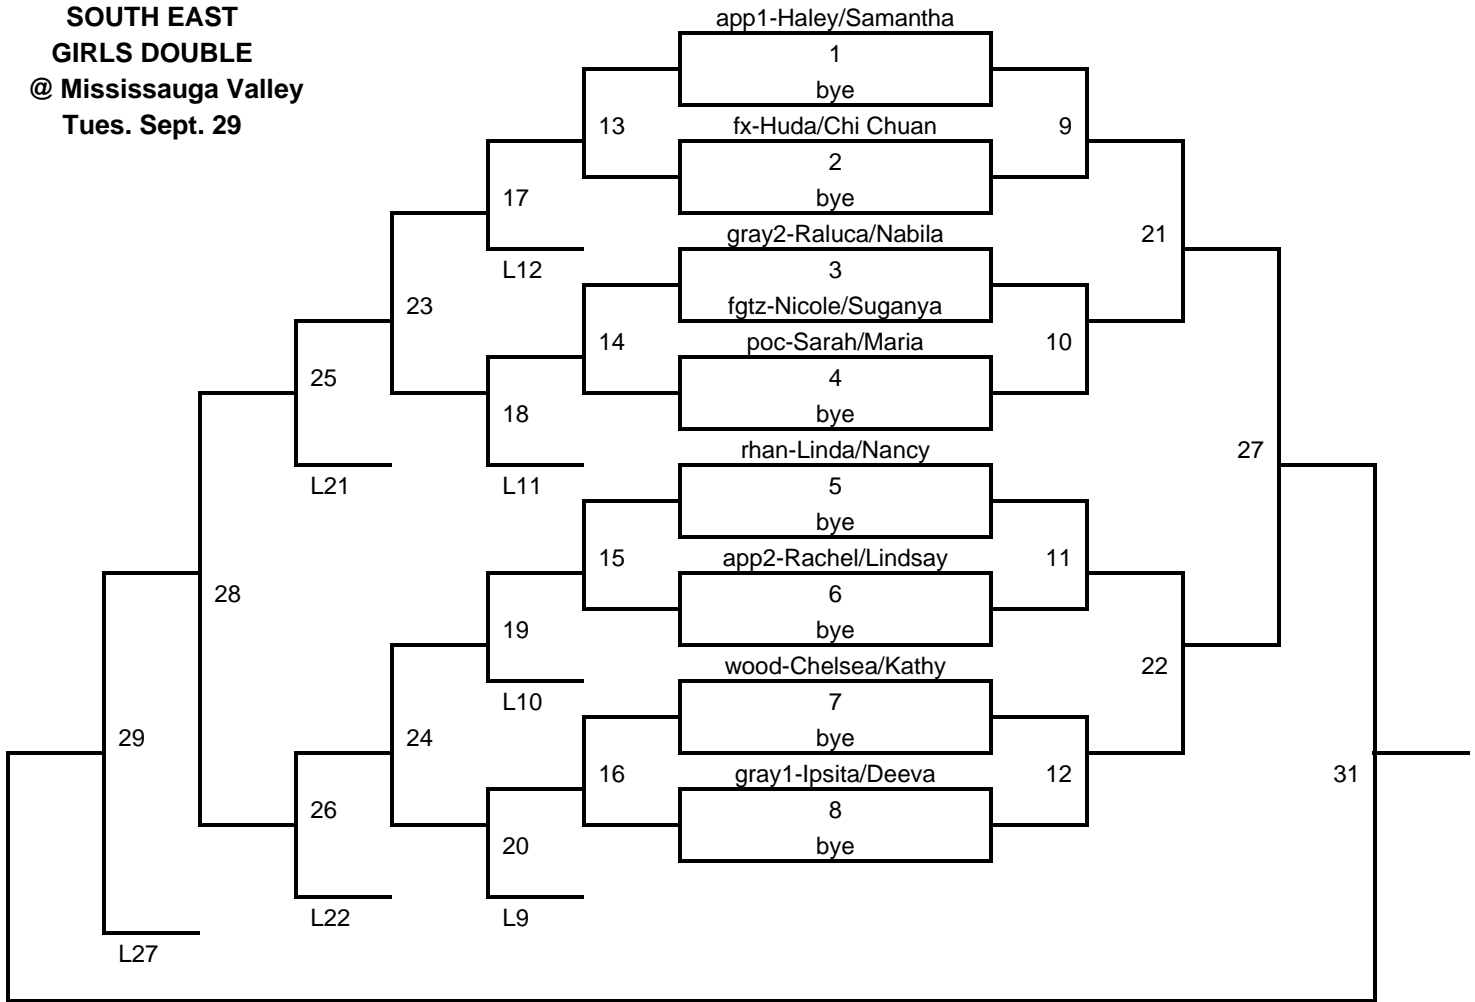 SOUTH EAST
GIRLS DOUBLE
@ Mississauga Valley
Tues. Sept. 29
app1-Haley/Samantha
1
bye
13
fx-Huda/Chi Chuan
9
2
17
bye
gray2-Raluca/Nabila
21
L12
3
23
fgtz-Nicole/Suganya
14
poc-Sarah/Maria
10
25
4
18
bye
rhan-Linda/Nancy
27
L21
L11
5
bye
15
app2-Rachel/Lindsay
11
28
6
19
bye
wood-Chelsea/Kathy
22
L10
7
29
24
bye
16
gray1-Ipsita/Deeva
12
31
26
8
20
bye
L22
L9
L27